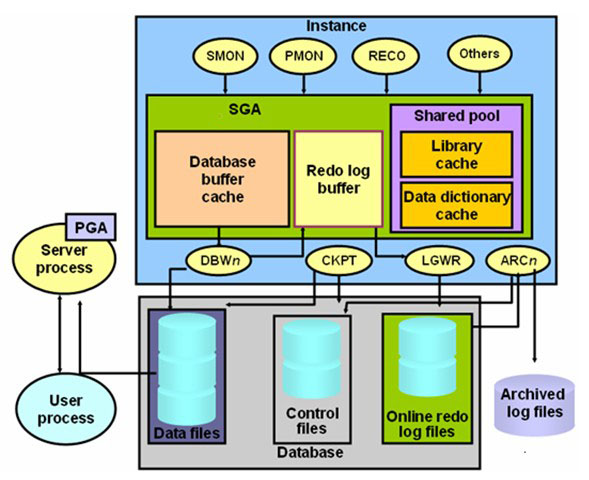 Instance
SMON
PMON
RECO
Others
SGA
Shared pool
Database
buffer
cache
Redo log
buffer
Library
cache
Data dictionary
cache
PGA
Server
process
DBWn
CKPT
LGWR
ARCn
User
process
Data files
Control
files
Online redo
log files
Archived
log files
Database